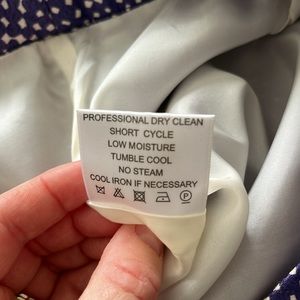 PROFESSIONAL DRY CLEAN
SHORT CYCLE
LOW MOISTURE
TUMBLE COOL
NO STEAM
COOL IRON IF NECESSARY